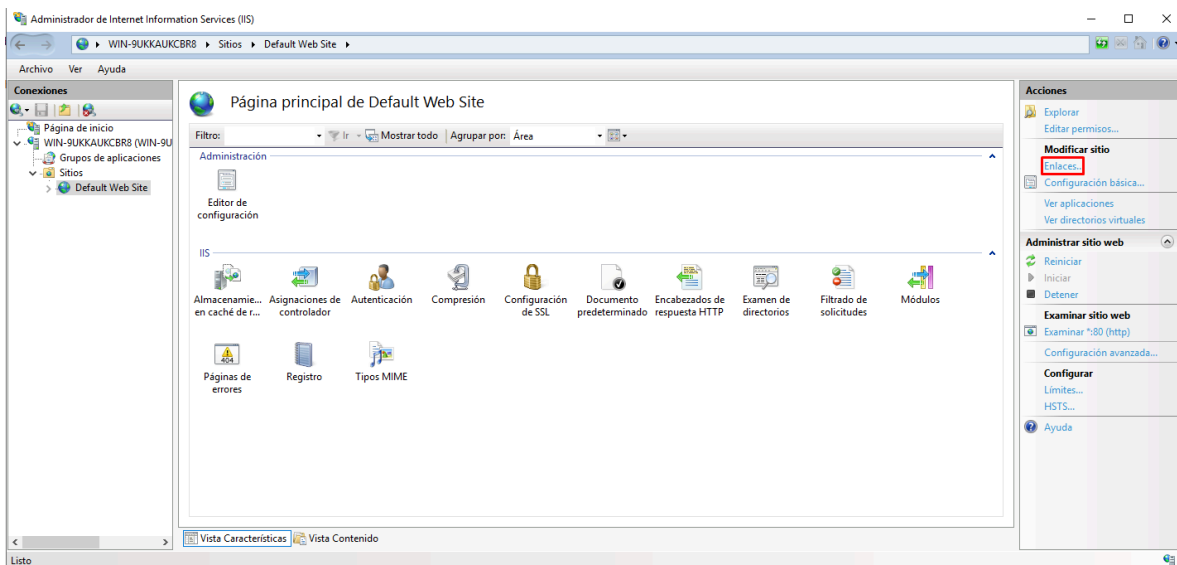 Administrador de Internet Information Services (IIS)
WIN-9UKKAUKCBR8 Sitios Default Web Site
Archivo Ver Ayuda
Conexiones
Página de inicio
WIN-9UKKAUKCBR8 (WIN-9U
Grupos de aplicaciones
Sitios
Default Web Site
Página principal de Default Web Site
Filtro: Ir Mostrar todo Agrupar por: Área
Administración
Editor de
configuración
IIS
Almacenamie... Asignaciones de Autenticación Compresión Configuración Documento Encabezados de Examen de Filtrado de Módulos
en caché de r... controlador de SSL predeterminado respuesta HTTP directorios solicitudes
404
Páginas de Registro Tipos MIME
errores
Vista Características Vista Contenido
Acciones
Explorar
Editar permisos...
Modificar sitio
Enlaces...
Configuración básica...
Ver aplicaciones
Ver directorios virtuales
Administrar sitio web
Reiniciar
Iniciar
Detener
Examinar sitio web
Examinar *:80 (http)
Configuración avanzada...
Configurar
Límites...
HSTS...
Ayuda
Listo